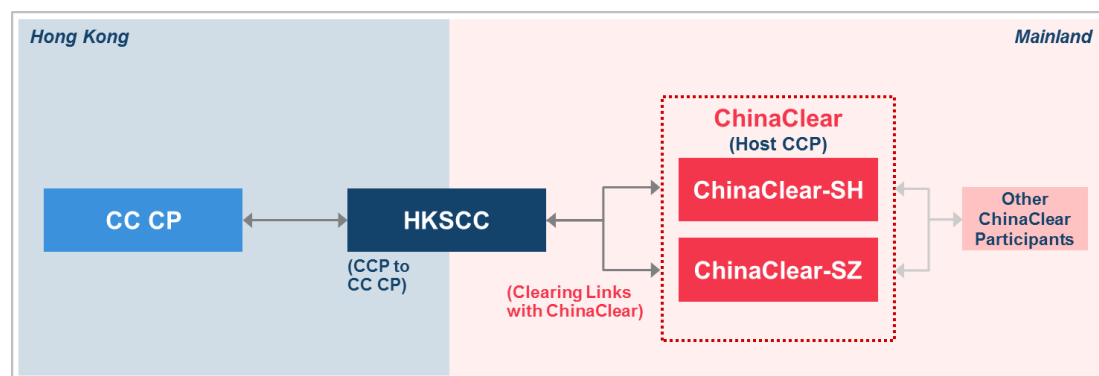 Hong Kong
Mainland
ChinaClear
(Host CCP)
CC CP
HKSCC
ChinaClear-SH
ChinaClear-SZ
Other
ChinaClear
Participants
(CCP to
CC CP)
(Clearing Links
with ChinaClear)